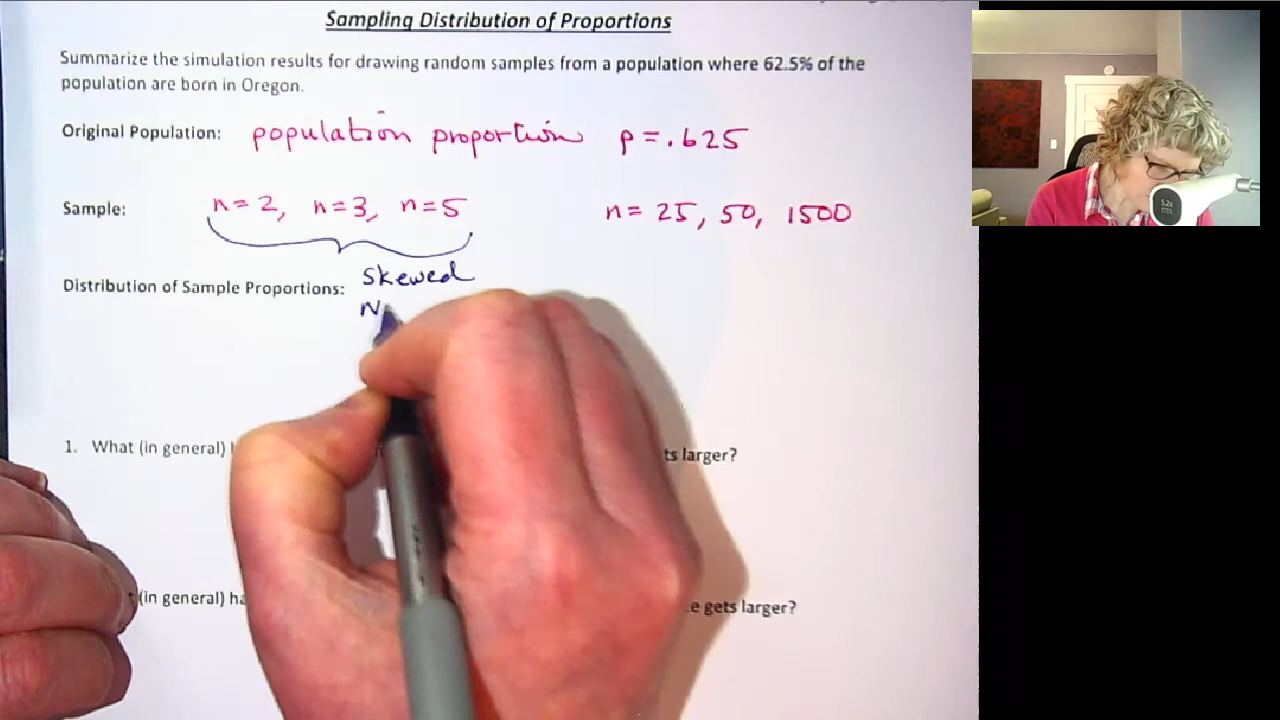 Sampling Distribution of Proportions
Summarize the simulation results for drawing random samples from a population where 62.5% of the
population are born in Oregon.
Original Population: population proportion p = .625
Sample: n = 2, n = 3, n = 5 n = 25, 50, 1500
Distribution of Sample Proportions: Skewed
N
1. What (in general) ts larger?
(in general) ha e gets larger?